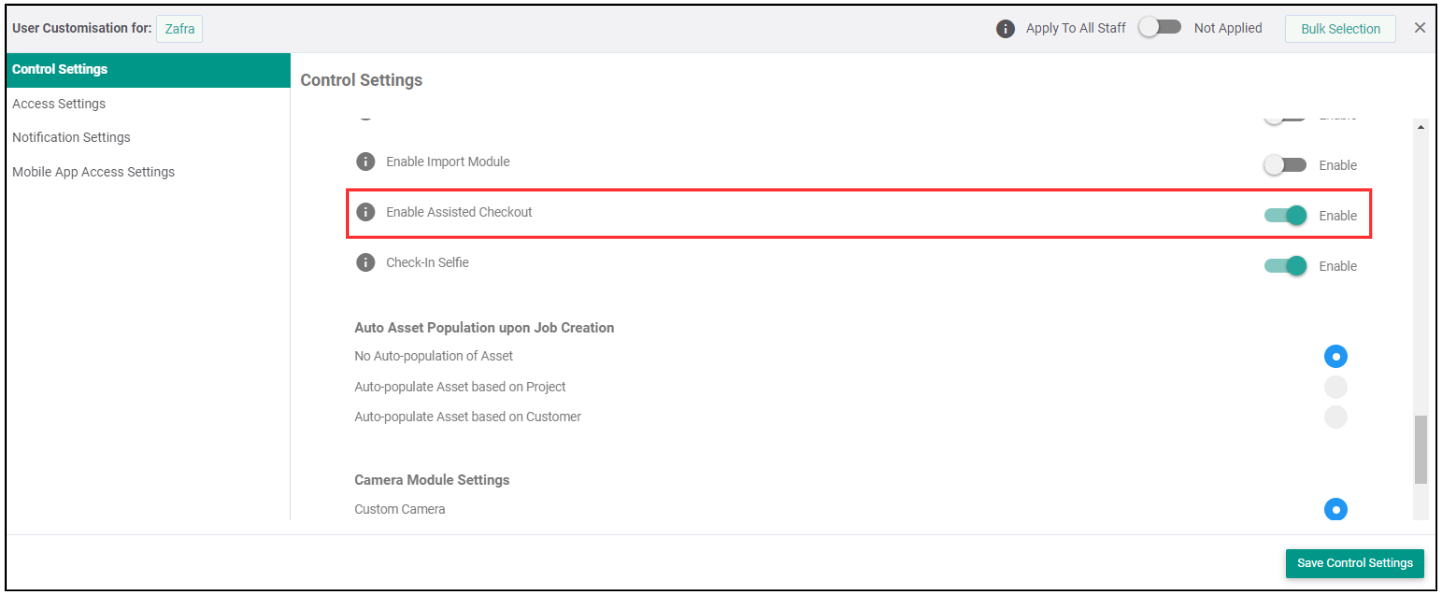 User Customisation for: Zafra
Apply To All Staff Not Applied Bulk Selection
Control Settings
Access Settings
Notification Settings
Mobile App Access Settings
Control Settings
Enable Import Module Enable
Enable Assisted Checkout Enable
Check-In Selfie Enable
Auto Asset Population upon Job Creation
No Auto-population of Asset
Auto-populate Asset based on Project
Auto-populate Asset based on Customer
Camera Module Settings
Custom Camera
Save Control Settings